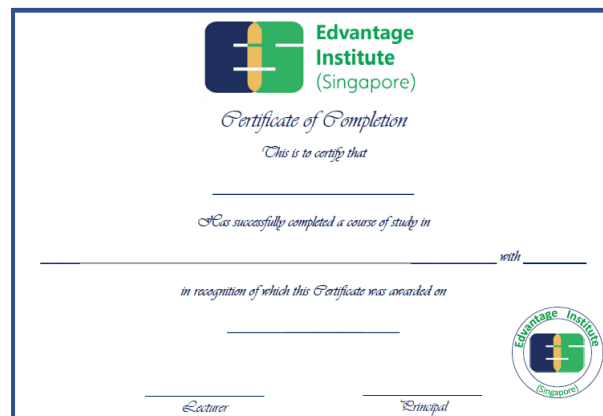 Edvantage
Institute
(Singapore)
Certificate of Completion
This is to certify that
Has successfully completed a course of study in
with
in recognition of which this Certificate was awarded on
Edvantage Institute
(Singapore)
Lecturer
Principal